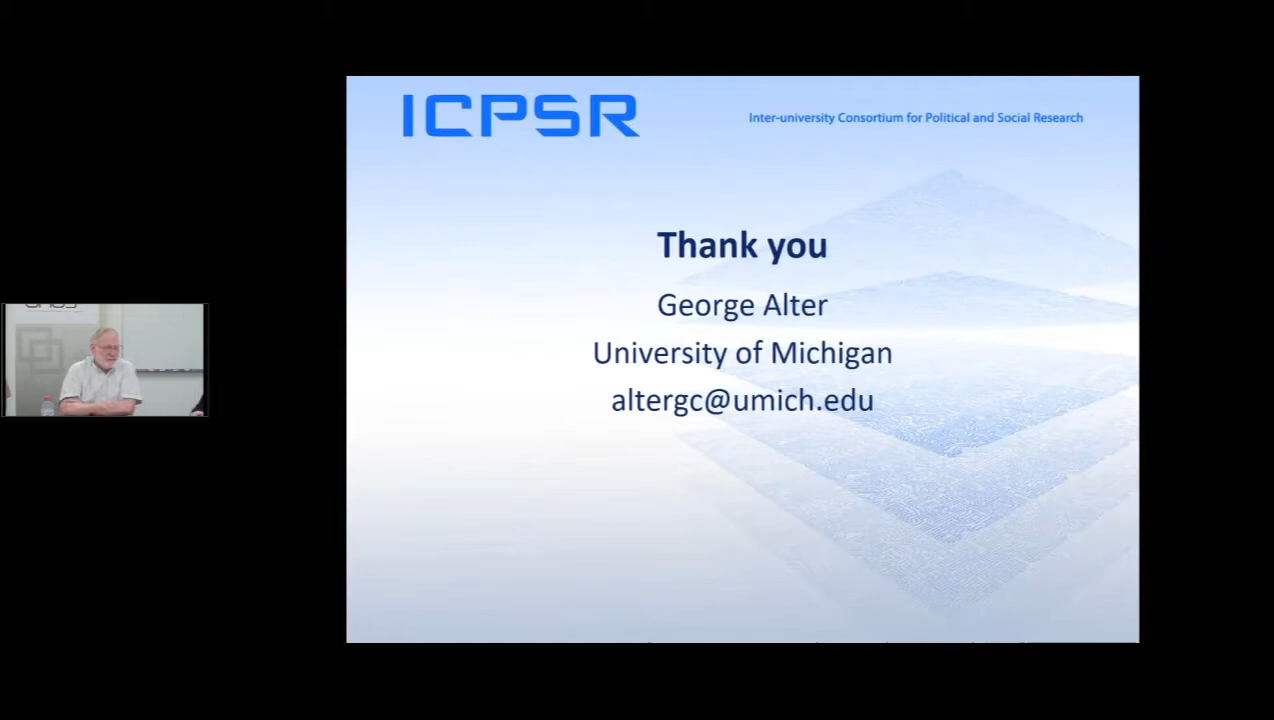 ICPSR
Inter-university Consortium for Political and Social Research
Thank you
George Alter
University of Michigan
altergc@umich.edu